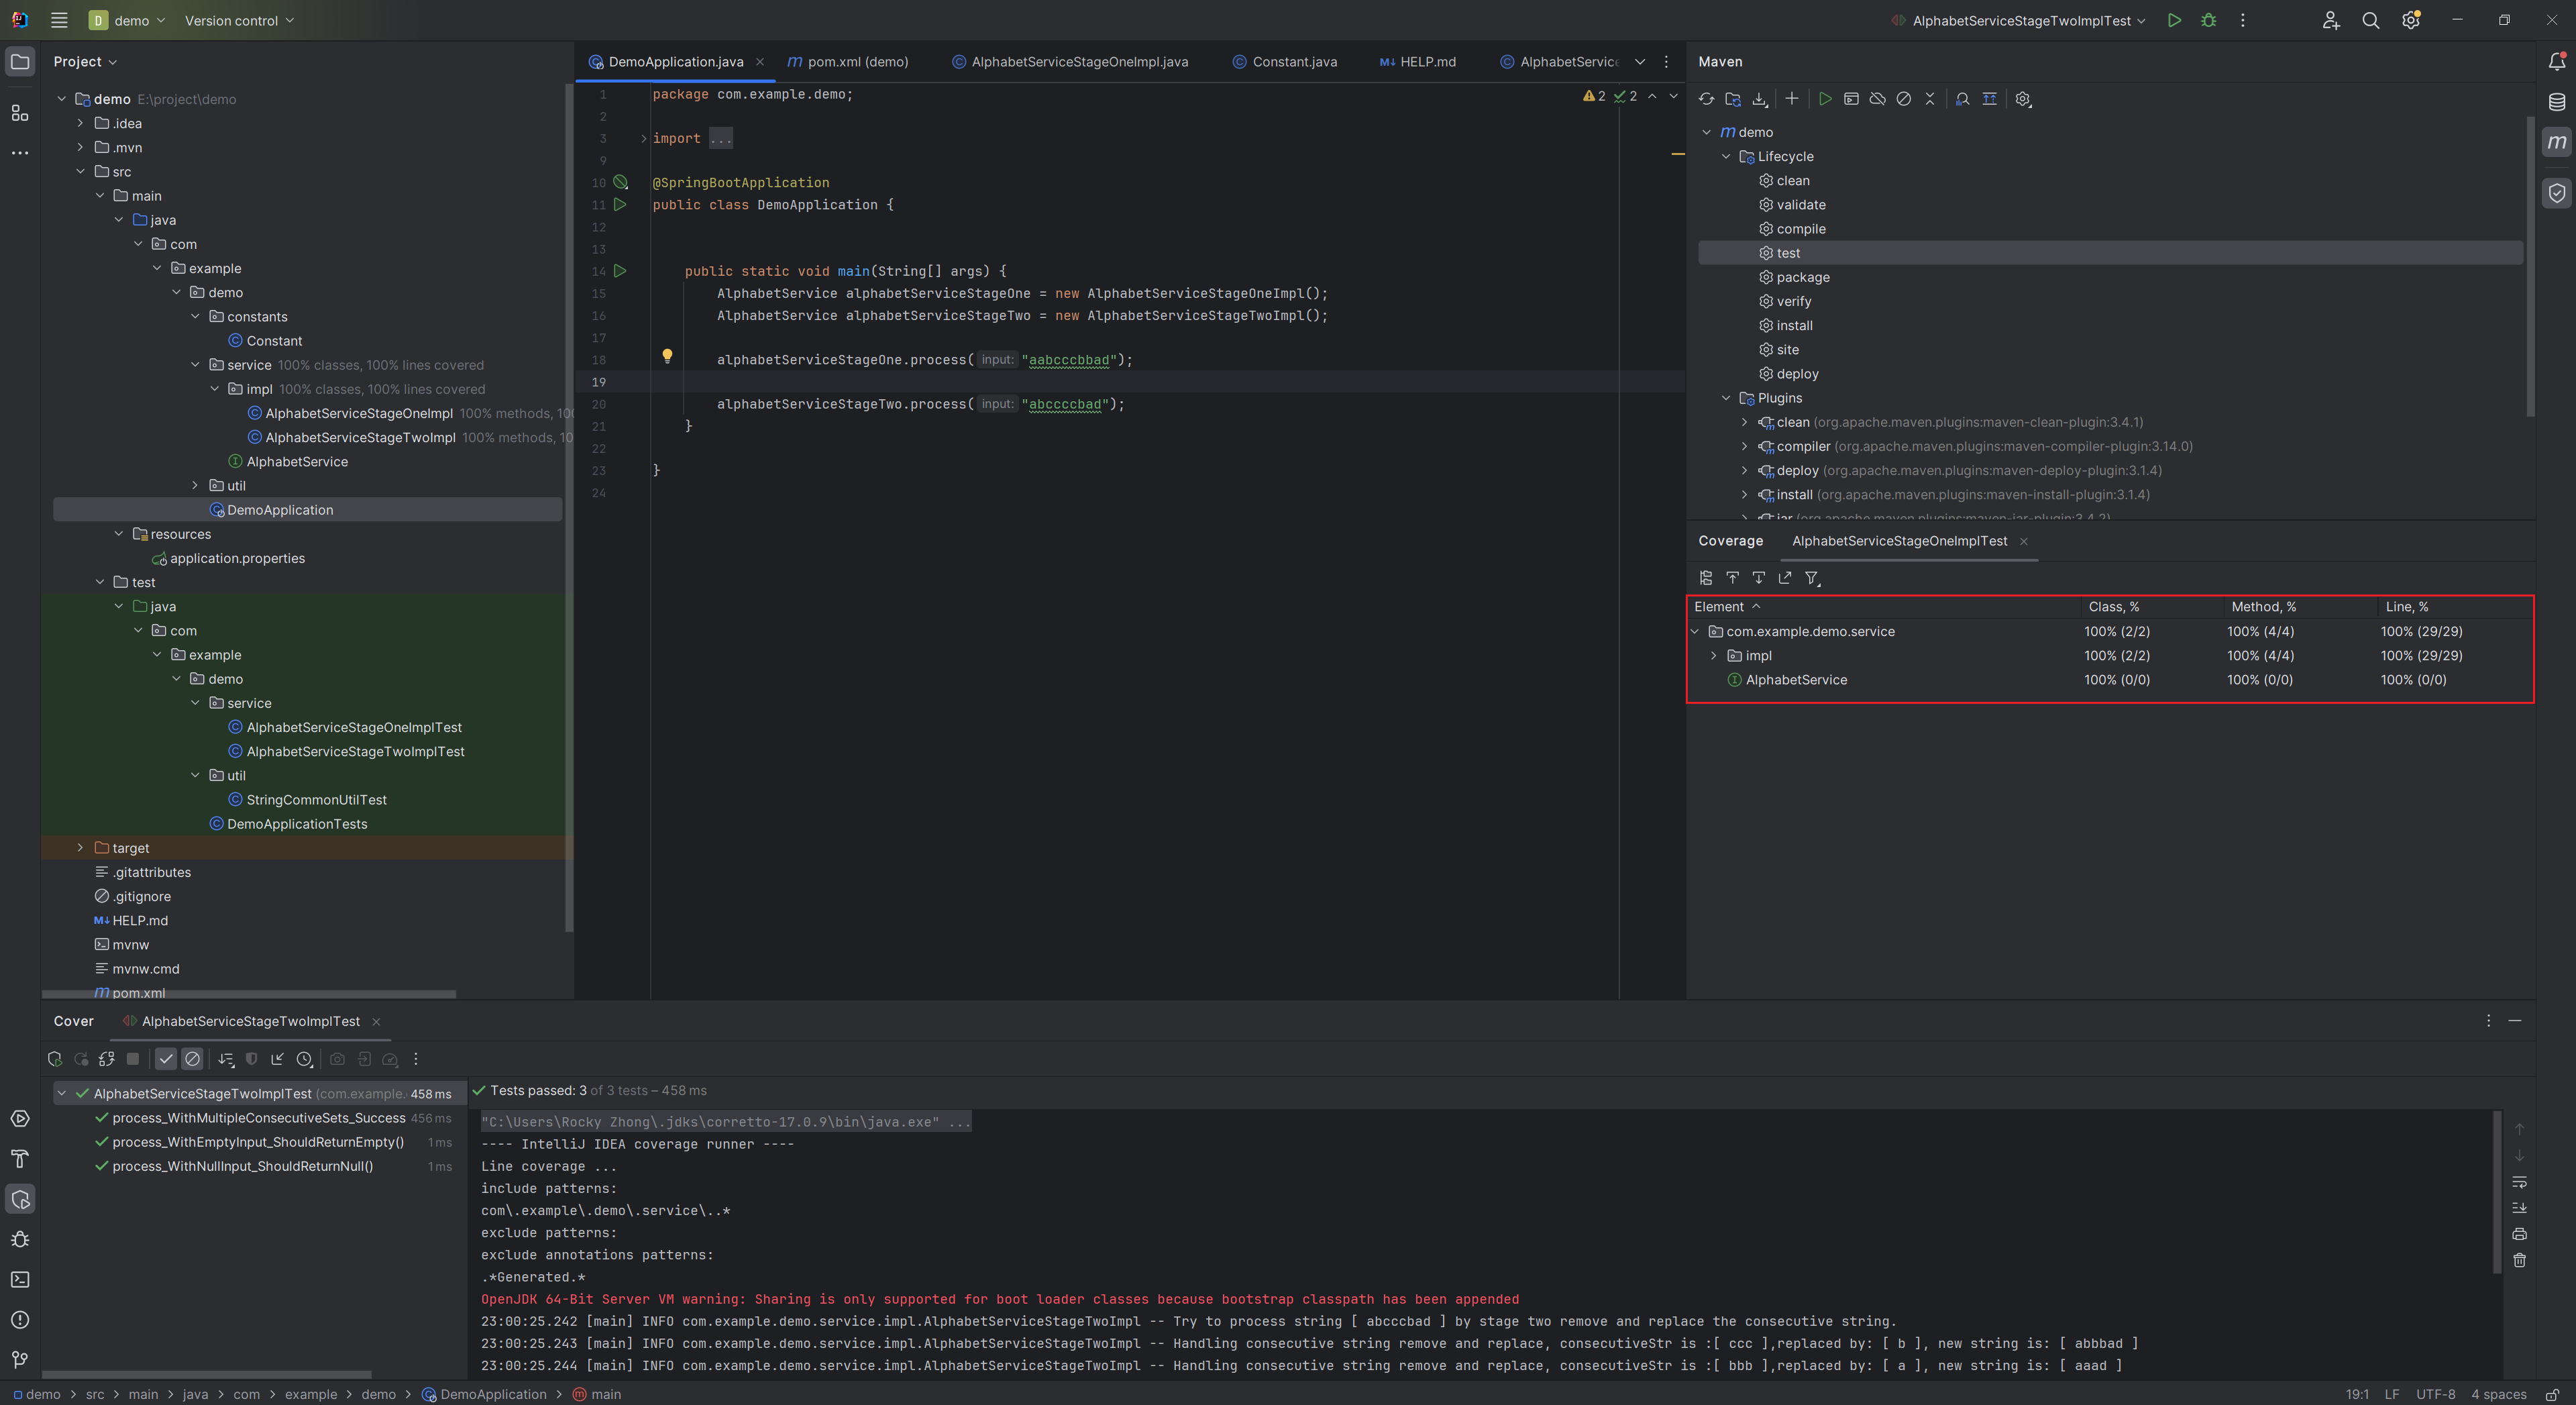 D demo
Version control
AlphabetServiceStageTwoImplTest
Project
demo E:\project\demo
.idea
.mvn
src
main
java
com
example
demo
constants
Constant
service 100% classes, 100% lines covered
impl 100% classes, 100% lines covered
AlphabetServiceStageOneImpl 100% methods, 100
AlphabetServiceStageTwoImpl 100% methods, 10
AlphabetService
util
DemoApplication
resources
application.properties
test
java
com
example
demo
service
AlphabetServiceStageOneImplTest
AlphabetServiceStageTwoImplTest
util
StringCommonUtilTest
DemoApplicationTests
target
.gitattributes
.gitignore
HELP.md
mvnw
mvnw.cmd
pom.xml
DemoApplication.java
pom.xml (demo)
AlphabetServiceStageOneImpl.java
Constant.java
HELP.md
AlphabetService
2 2
1 package com.example.demo;
2
3 import ...
9
10 @SpringBootApplication
11 public class DemoApplication {
12
13
14 public static void main(String[] args) {
15 AlphabetService alphabetServiceStageOne = new AlphabetServiceStageOneImpl();
16 AlphabetService alphabetServiceStageTwo = new AlphabetServiceStageTwoImpl();
17
18 alphabetServiceStageOne.process( input: "aabcccbbad");
19
20 alphabetServiceStageTwo.process( input: "abccccbad");
21 }
22
23 }
24
Maven
demo
Lifecycle
clean
validate
compile
test
package
verify
install
site
deploy
Plugins
clean (org.apache.maven.plugins:maven-clean-plugin:3.4.1)
compiler (org.apache.maven.plugins:maven-compiler-plugin:3.14.0)
deploy (org.apache.maven.plugins:maven-deploy-plugin:3.1.4)
install (org.apache.maven.plugins:maven-install-plugin:3.1.4)
jar (org.apache.maven.plugins:maven-jar-plugin:3.4.2)
Coverage AlphabetServiceStageOneImplTest
Element Class, % Method, % Line, %
com.example.demo.service 100% (2/2) 100% (4/4) 100% (29/29)
impl 100% (2/2) 100% (4/4) 100% (29/29)
AlphabetService 100% (0/0) 100% (0/0) 100% (0/0)
Cover AlphabetServiceStageTwoImplTest
AlphabetServiceStageTwoImplTest (com.example. 458 ms
process_WithMultipleConsecutiveSets_Success 456 ms
process_WithEmptyInput_ShouldReturnEmpty() 1 ms
process_WithNullInput_ShouldReturnNull() 1 ms
Tests passed: 3 of 3 tests – 458 ms
"C:\Users\Rocky Zhong\.jdks\corretto-17.0.9\bin\java.exe" ...
---- IntelliJ IDEA coverage runner ----
Line coverage ...
include patterns:
com\.example\.demo\.service\..*
exclude patterns:
exclude annotations patterns:
.*Generated.*
OpenJDK 64-Bit Server VM warning: Sharing is only supported for boot loader classes because bootstrap classpath has been appended
23:00:25.242 [main] INFO com.example.demo.service.impl.AlphabetServiceStageTwoImpl -- Try to process string [ abcccbad ] by stage two remove and replace the consecutive string.
23:00:25.243 [main] INFO com.example.demo.service.impl.AlphabetServiceStageTwoImpl -- Handling consecutive string remove and replace, consecutiveStr is :[ ccc ],replaced by: [ b ], new string is: [ abbbad ]
23:00:25.244 [main] INFO com.example.demo.service.impl.AlphabetServiceStageTwoImpl -- Handling consecutive string remove and replace, consecutiveStr is :[ bbb ],replaced by: [ a ], new string is: [ aaad ]
demo > src > main > java > com > example > demo > DemoApplication > main
19:1 LF UTF-8 4 spaces